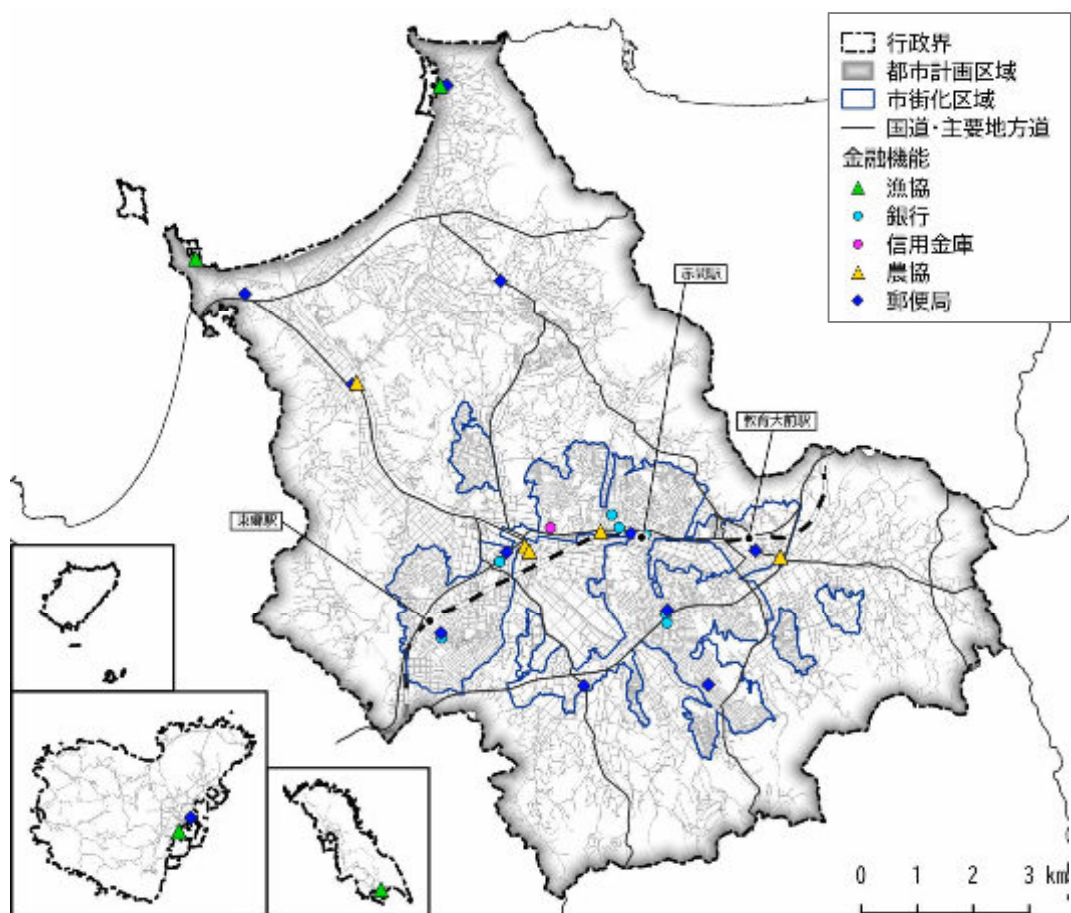 行政界
都市計画区域
市街化区域
国道・主要地方道
金融機能
漁協
銀行
信用金庫
農協
郵便局
赤間駅
教育大前駅
東郷駅
0 1 2 3 km